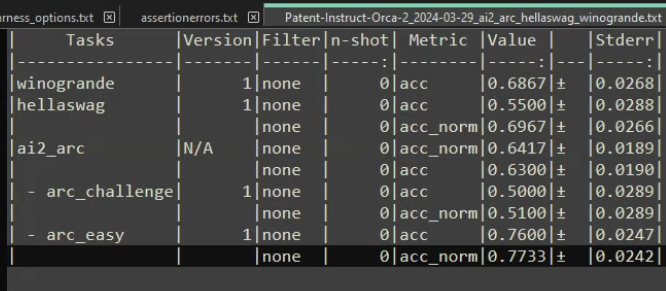 rness_options.txt assertionerrors.txt Patent-Instruct-Orca-2_2024-03-29_ai2_arc_hellaswag_winogrande.txt
|     Tasks      |Version|Filter|n-shot| Metric |Value |   |Stderr|
|----------------|-------|------|-----:|--------|-----:|---|-----:|
|winogrande      |      1|none  |     0|acc     |0.6867|±  |0.0268|
|hellaswag       |      1|none  |     0|acc     |0.5500|±  |0.0288|
|                |       |none  |     0|acc_norm|0.6967|±  |0.0266|
|ai2_arc         |N/A    |none  |     0|acc_norm|0.6417|±  |0.0189|
|                |       |none  |     0|acc     |0.6300|±  |0.0190|
| - arc_challenge|      1|none  |     0|acc     |0.5000|±  |0.0289|
|                |       |none  |     0|acc_norm|0.5100|±  |0.0289|
| - arc_easy     |      1|none  |     0|acc     |0.7600|±  |0.0247|
|                |       |none  |     0|acc_norm|0.7733|±  |0.0242|